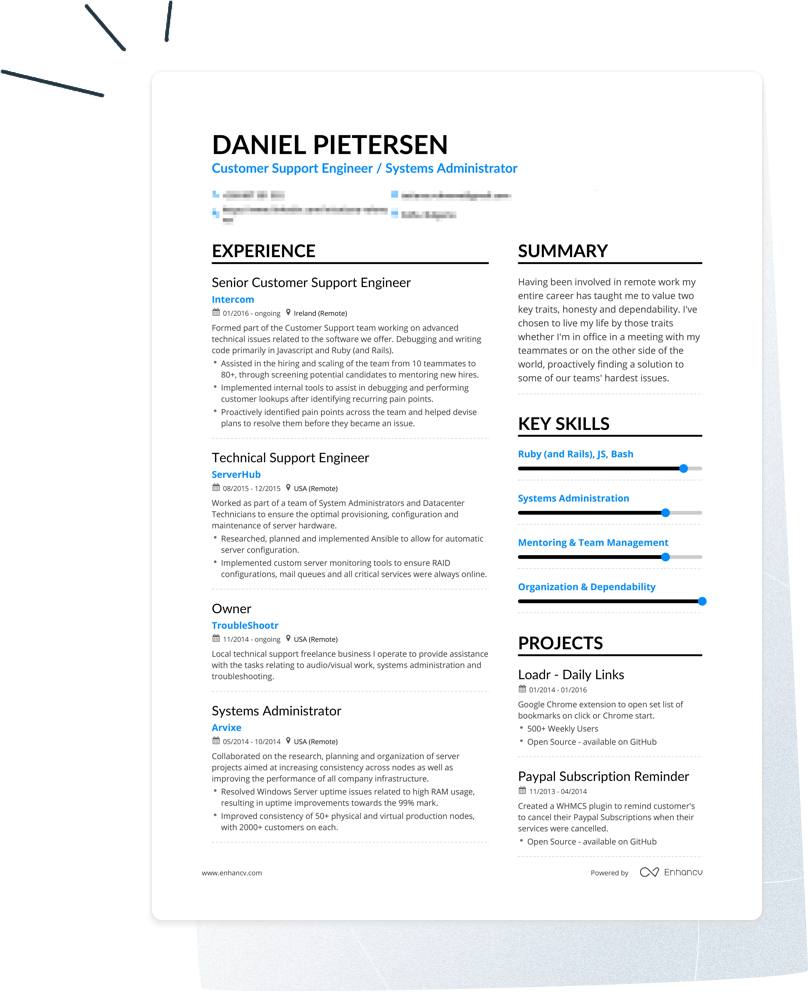 DANIEL PIETERSEN
Customer Support Engineer / Systems Administrator
EXPERIENCE
Senior Customer Support Engineer
Intercom
01/2016 - ongoing Ireland (Remote)
Formed part of the Customer Support team working on advanced
technical issues related to the software we offer. Debugging and writing
code primarily in Javascript and Ruby (and Rails).
* Assisted in the hiring and scaling of the team from 10 teammates to
80+, through screening potential candidates to mentoring new hires.
* Implemented internal tools to assist in debugging and performing
customer lookups after identifying recurring pain points.
* Proactively identified pain points across the team and helped devise
plans to resolve them before they became an issue.
Technical Support Engineer
ServerHub
08/2015 - 12/2015 USA (Remote)
Worked as part of a team of System Administrators and Datacenter
Technicians to ensure the optimal provisioning, configuration and
maintenance of server hardware.
* Researched, planned and implemented Ansible to allow for automatic
server configuration.
* Implemented custom server monitoring tools to ensure RAID
configurations, mail queues and all critical services were always online.
Owner
TroubleShootr
11/2014 - ongoing USA (Remote)
Local technical support freelance business I operate to provide assistance
with the tasks relating to audio/visual work, systems administration and
troubleshooting.
Systems Administrator
Arvixe
05/2014 - 10/2014 USA (Remote)
Collaborated on the research, planning and organization of server
projects aimed at increasing consistency across nodes as well as
improving the performance of all company infrastructure.
* Resolved Windows Server uptime issues related to high RAM usage,
resulting in uptime improvements towards the 99% mark.
* Improved consistency of 50+ physical and virtual production nodes,
with 2000+ customers on each.
SUMMARY
Having been involved in remote work my
entire career has taught me to value two
key traits, honesty and dependability. I've
chosen to live my life by those traits
whether I'm in office in a meeting with my
teammates or on the other side of the
world, proactively finding a solution to
some of our teams' hardest issues.
KEY SKILLS
Ruby (and Rails), JS, Bash
Systems Administration
Mentoring & Team Management
Organization & Dependability
PROJECTS
Loadr - Daily Links
01/2014 - 01/2016
Google Chrome extension to open set list of
bookmarks on click or Chrome start.
* 500+ Weekly Users
* Open Source - available on GitHub
Paypal Subscription Reminder
11/2013 - 04/2014
Created a WHMCS plugin to remind customer's
to cancel their Paypal Subscriptions when their
services were cancelled.
* Open Source - available on GitHub
www.enhancv.com
Powered by Enhancv